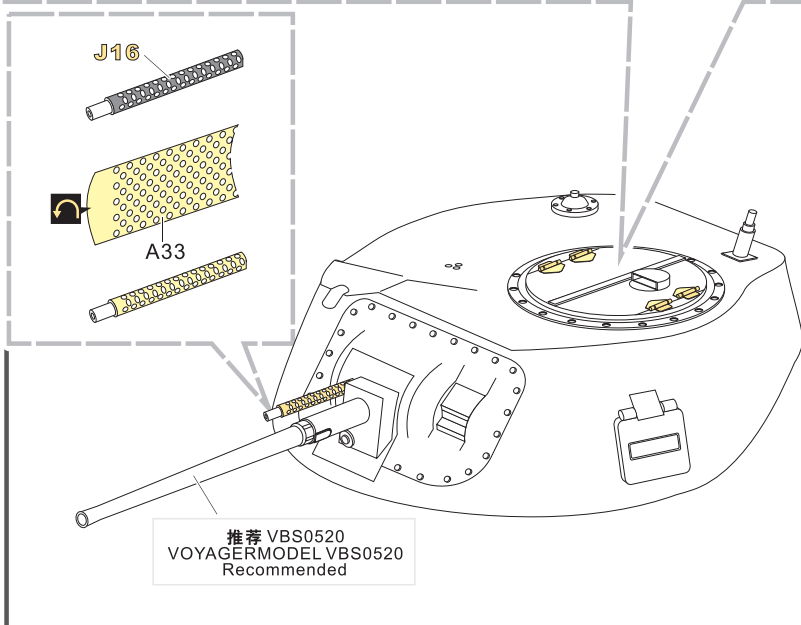 J16
A33
推荐 VBS0520
VOYAGERMODEL VBS0520
Recommended